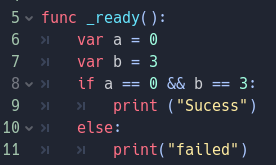 5 func _ready():
6 var a = 0
7 var b = 3
8 if a == 0 && b == 3:
9 print ("Sucess")
10 else:
11 print("failed")